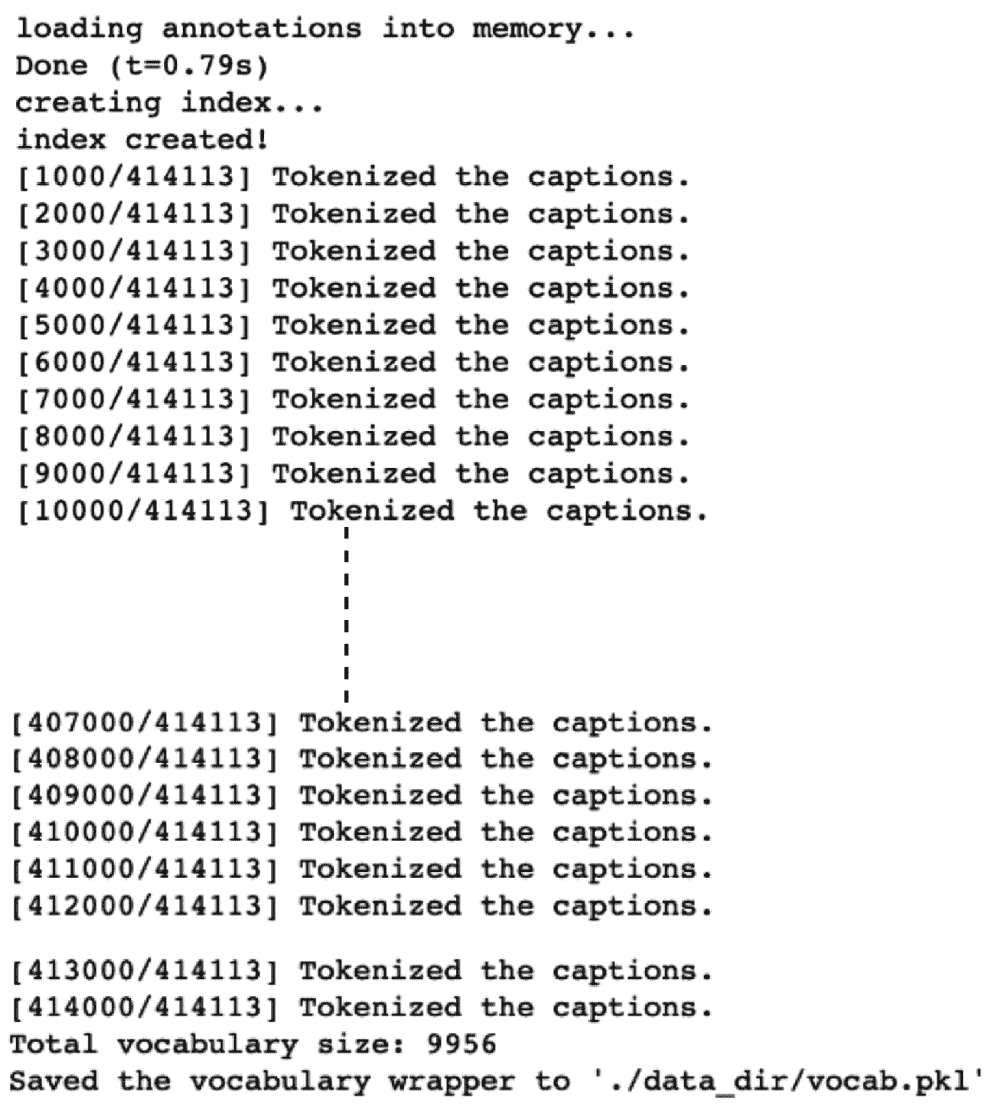 loading annotations into memory...
Done (t=0.79s)
creating index...
index created!
[1000/414113] Tokenized the captions.
[2000/414113] Tokenized the captions.
[3000/414113] Tokenized the captions.
[4000/414113] Tokenized the captions.
[5000/414113] Tokenized the captions.
[6000/414113] Tokenized the captions.
[7000/414113] Tokenized the captions.
[8000/414113] Tokenized the captions.
[9000/414113] Tokenized the captions.
[10000/414113] Tokenized the captions.
[407000/414113] Tokenized the captions.
[408000/414113] Tokenized the captions.
[409000/414113] Tokenized the captions.
[410000/414113] Tokenized the captions.
[411000/414113] Tokenized the captions.
[412000/414113] Tokenized the captions.
[413000/414113] Tokenized the captions.
[414000/414113] Tokenized the captions.
Total vocabulary size: 9956
Saved the vocabulary wrapper to './data_dir/vocab.pkl'